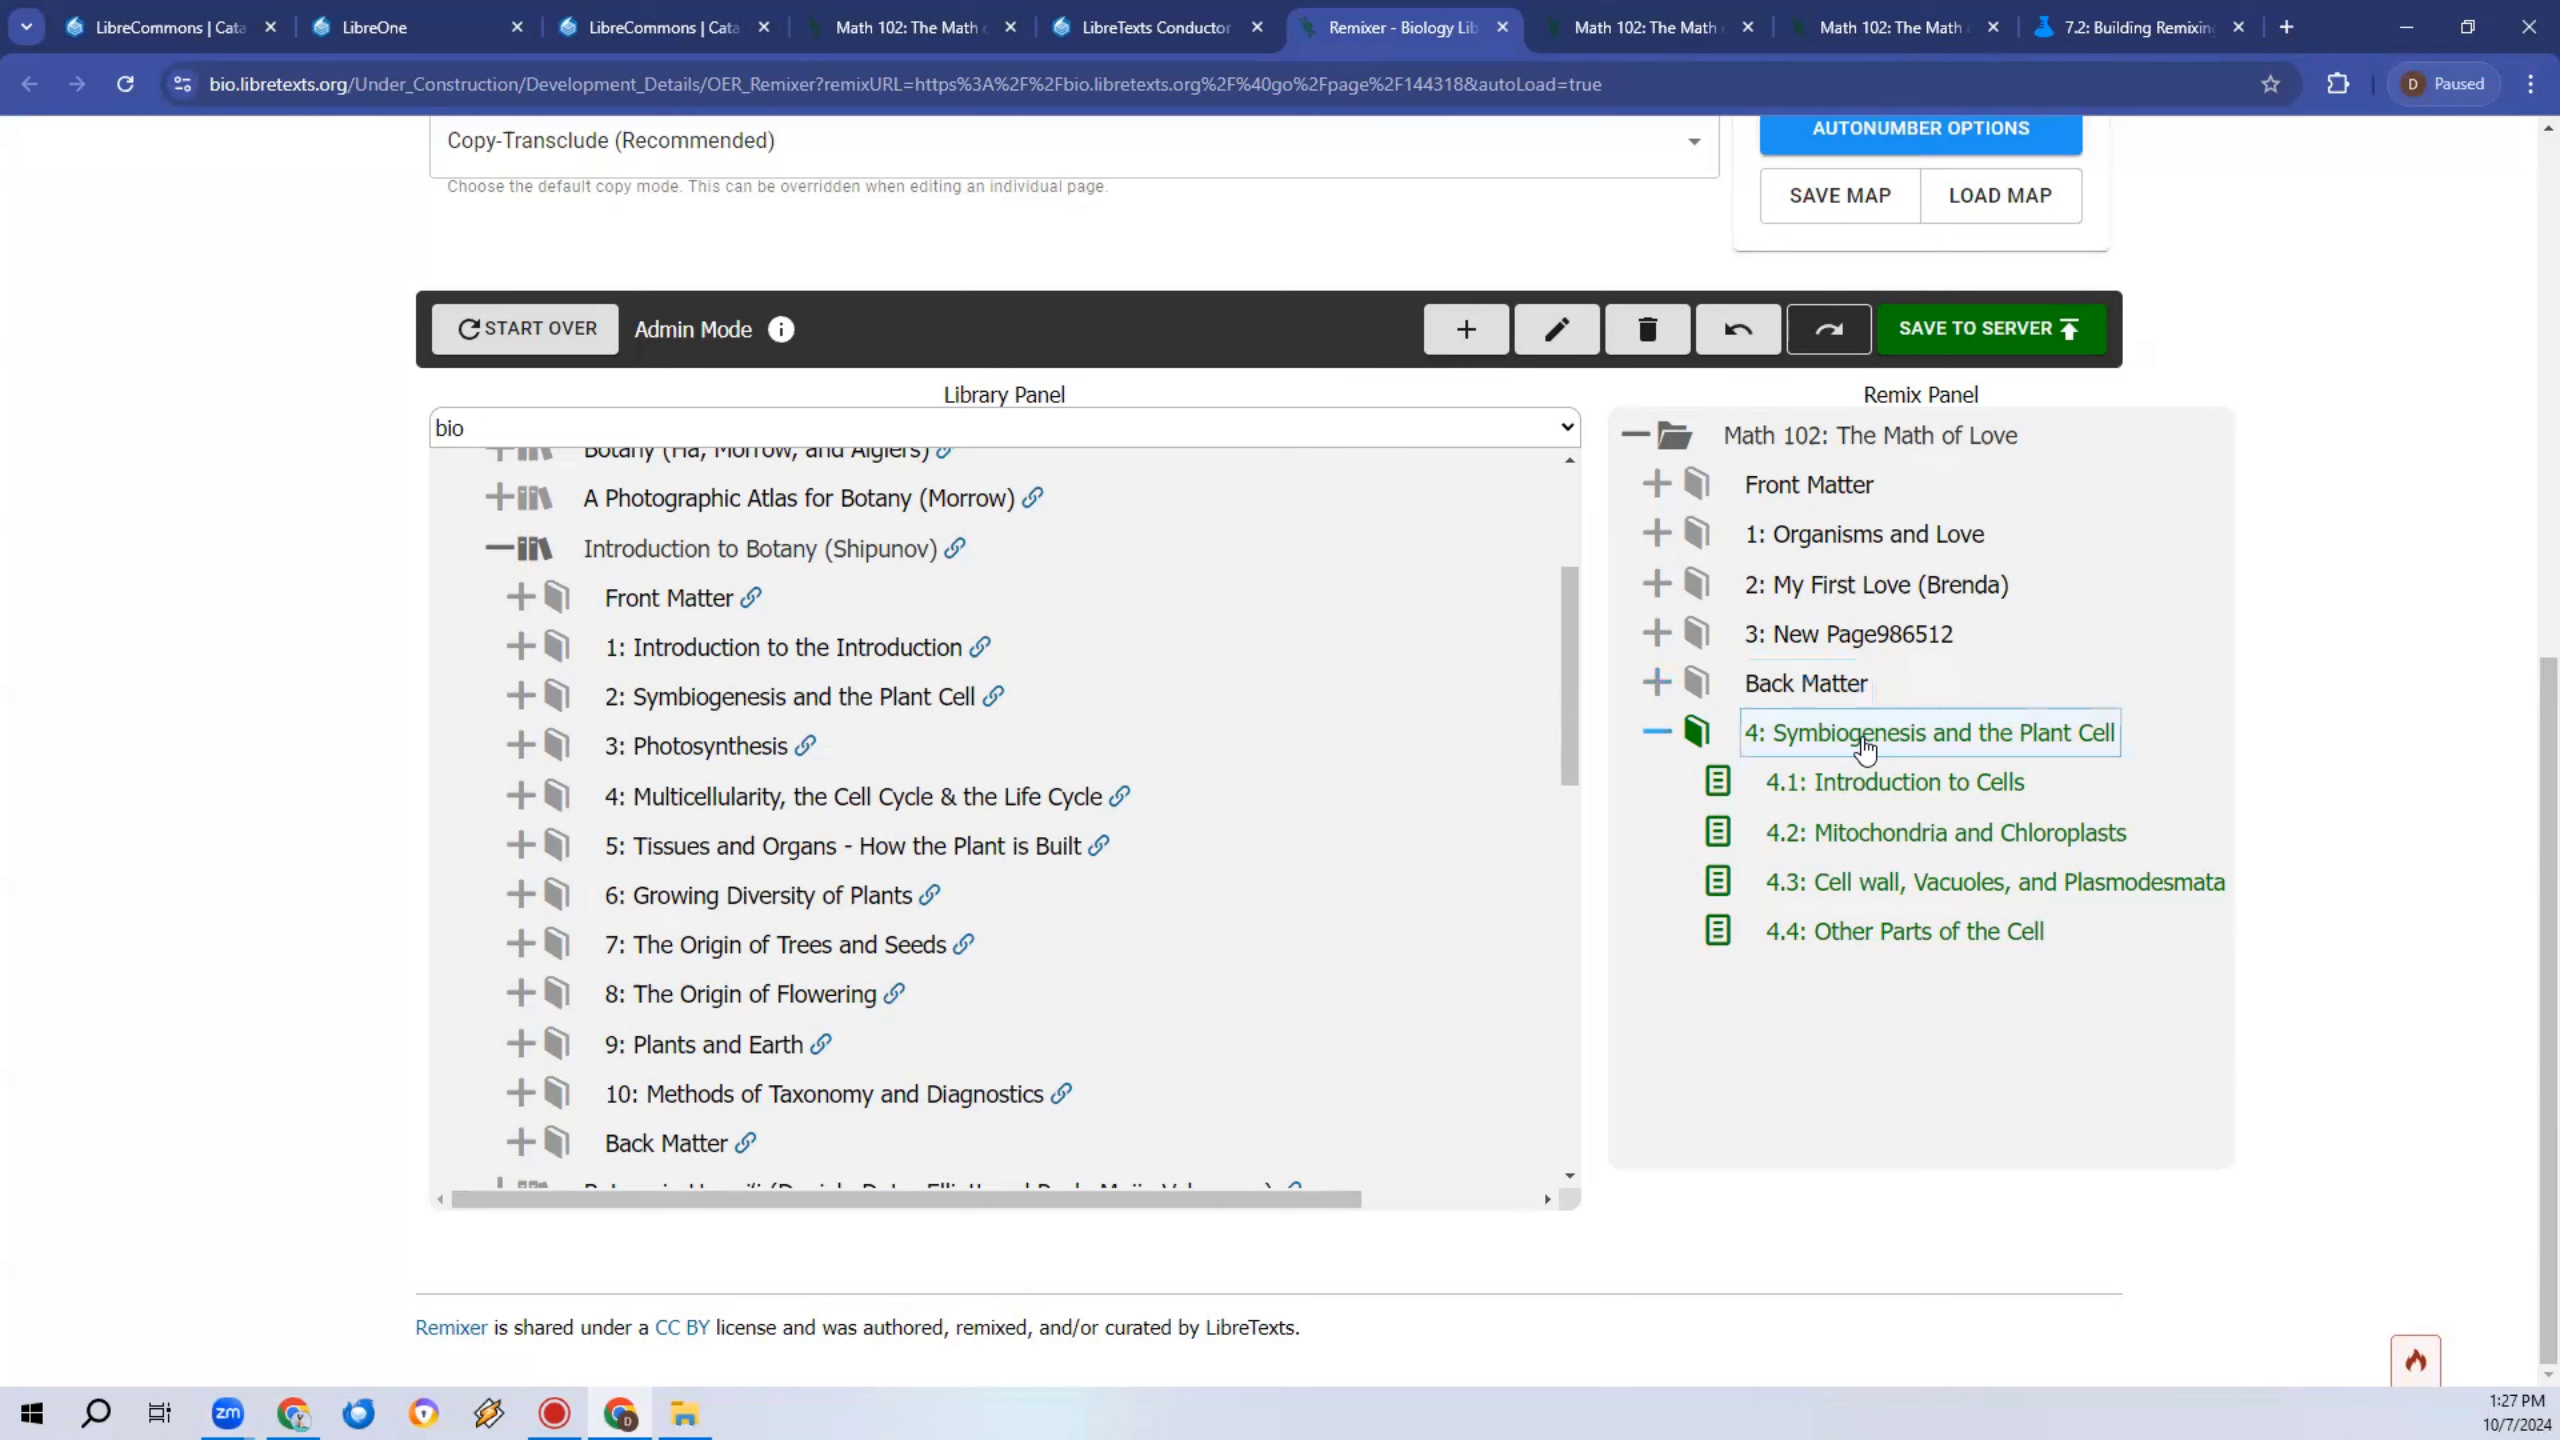 LibreCommons | Cata
LibreOne
LibreCommons | Cata
Math 102: The Math
LibreTexts Conductor
Remixer - Biology Lib
Math 102: The Math
Math 102: The Math
7.2: Building Remixin
bio.libretexts.org/Under_Construction/Development_Details/OER_Remixer?remixURL=https%3A%2F%2Fbio.libretexts.org%2F%40go%2Fpage%2F144318&autoLoad=true
D
Paused
Copy-Transclude (Recommended)
Choose the default copy mode. This can be overridden when editing an individual page.
AUTONUMBER OPTIONS
SAVE MAP
LOAD MAP
START OVER
Admin Mode
SAVE TO SERVER
Library Panel
bio
Botany (Ha, Morrow, and Algiers)
A Photographic Atlas for Botany (Morrow)
Introduction to Botany (Shipunov)
Front Matter
1: Introduction to the Introduction
2: Symbiogenesis and the Plant Cell
3: Photosynthesis
4: Multicellularity, the Cell Cycle & the Life Cycle
5: Tissues and Organs - How the Plant is Built
6: Growing Diversity of Plants
7: The Origin of Trees and Seeds
8: The Origin of Flowering
9: Plants and Earth
10: Methods of Taxonomy and Diagnostics
Back Matter
Remix Panel
Math 102: The Math of Love
Front Matter
1: Organisms and Love
2: My First Love (Brenda)
3: New Page986512
Back Matter
4: Symbiogenesis and the Plant Cell
4.1: Introduction to Cells
4.2: Mitochondria and Chloroplasts
4.3: Cell wall, Vacuoles, and Plasmodesmata
4.4: Other Parts of the Cell
Remixer is shared under a CC BY license and was authored, remixed, and/or curated by LibreTexts.
zm
D
1:27 PM
10/7/2024